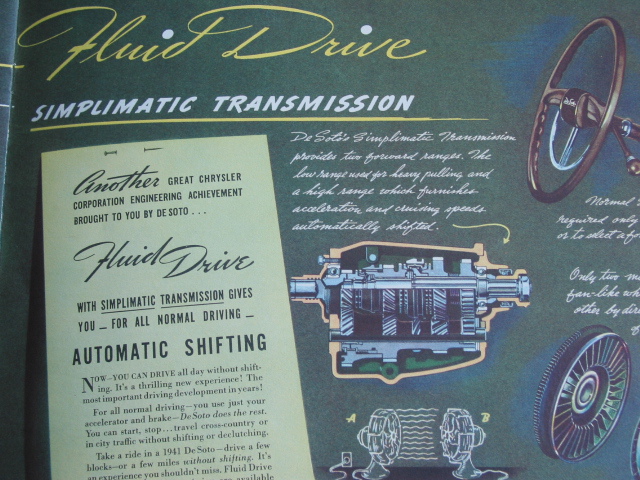 Fluid Drive
SIMPLIMATIC TRANSMISSION
De Soto's Simplimatic Transmission
provides two forward ranges. The
low range used for heavy pulling and
a high range which furnishes
acceleration and cruising speeds
automatically shifted.
Another GREAT CHRYSLER
CORPORATION ENGINEERING ACHIEVEMENT
BROUGHT TO YOU BY DE SOTO . . .
Fluid Drive
WITH SIMPLIMATIC TRANSMISSION GIVES
YOU — FOR ALL NORMAL DRIVING —
AUTOMATIC SHIFTING
NOW—YOU CAN DRIVE all day without shift-
ing. It's a thrilling new experience! The
most important driving development in years!
For all normal driving—you use just your
accelerator and brake—DeSoto does the rest.
You can start, stop . . . travel cross-country or
in city traffic without shifting or declutching.
Take a ride in a 1941 DeSoto—drive a few
blocks—or a few miles without shifting. It's
an experience you shouldn't miss. Fluid Drive
are available
Normal
required only
or to select a
Only two
fan-like
other by
A B